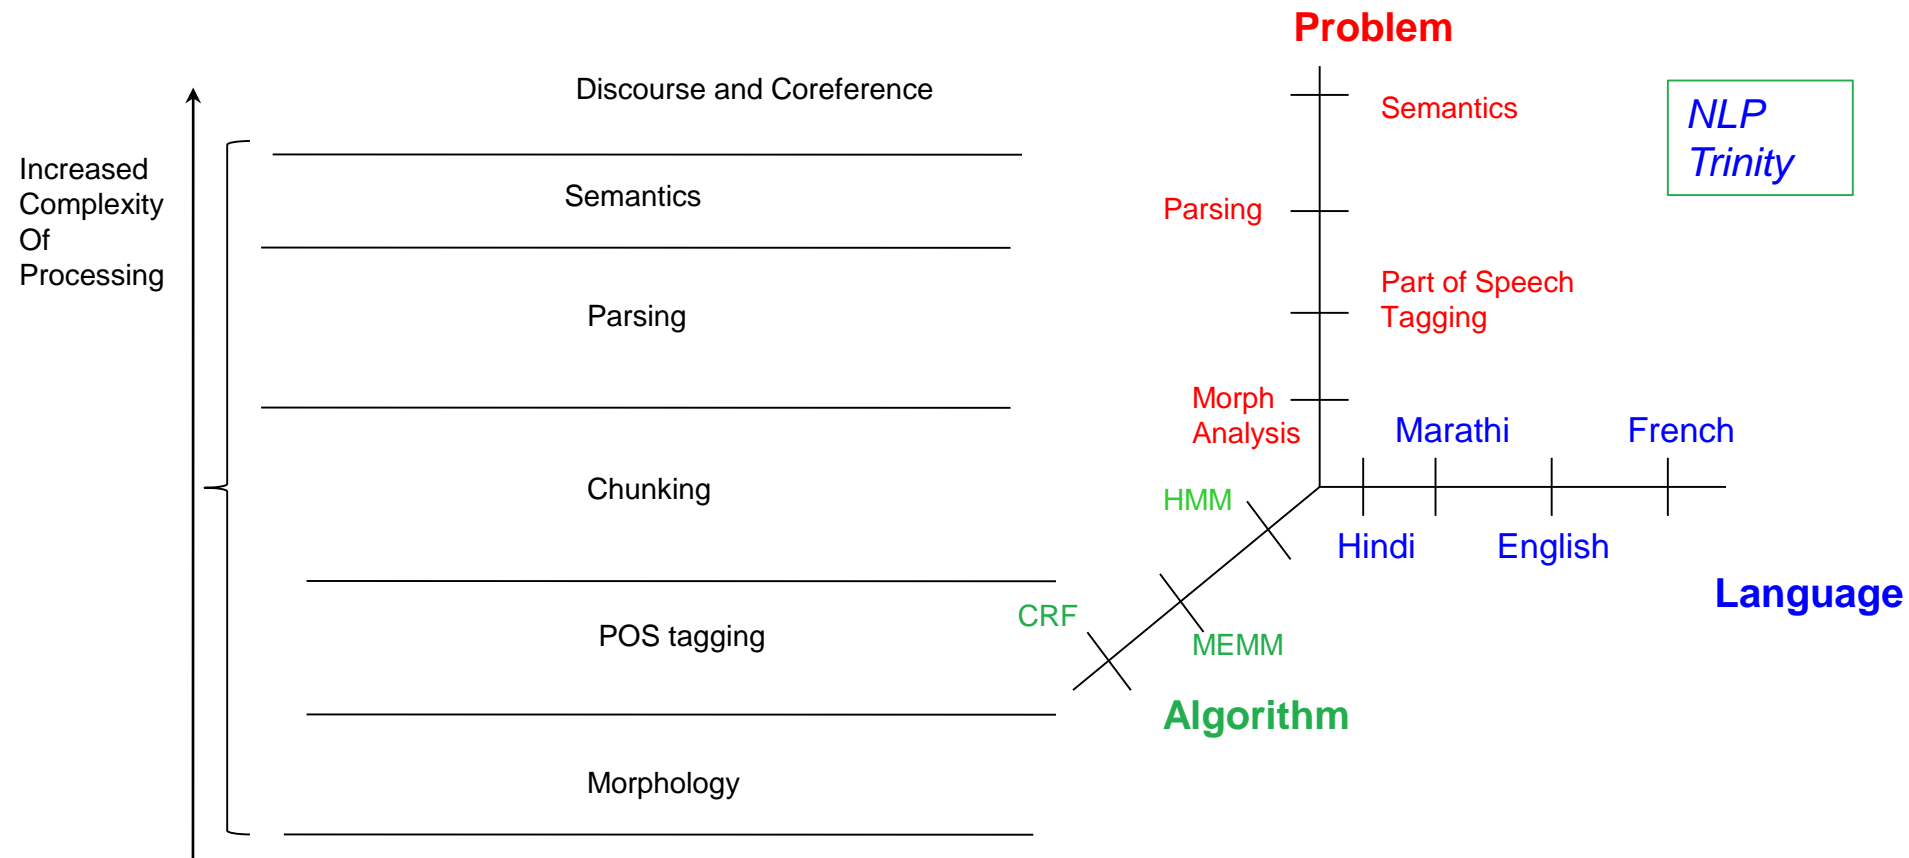 Problem
Discourse and Coreference
Increased
Complexity
Of
Processing
Semantics
Parsing
Chunking
POS tagging
Morphology
Semantics
Parsing
Part of Speech
Tagging
Morph
Analysis
NLP
Trinity
Marathi
French
Hindi
English
Language
HMM
MEMM
CRF
Algorithm